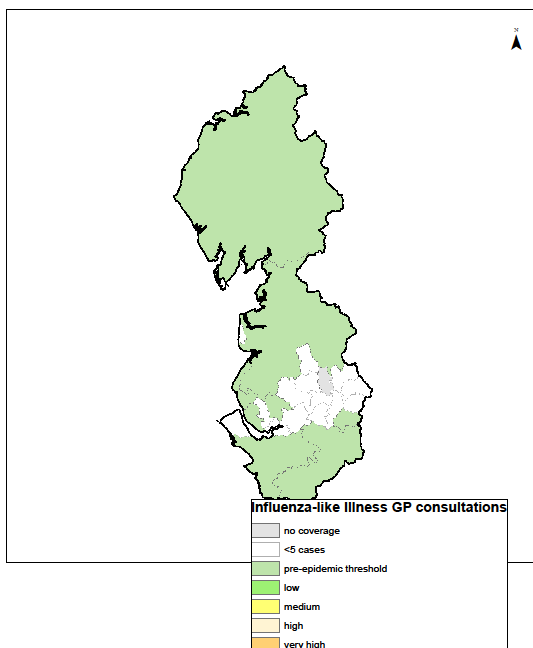 N
Influenza-like Illness GP consultations
no coverage
<5 cases
pre-epidemic threshold
low
medium
high
very high